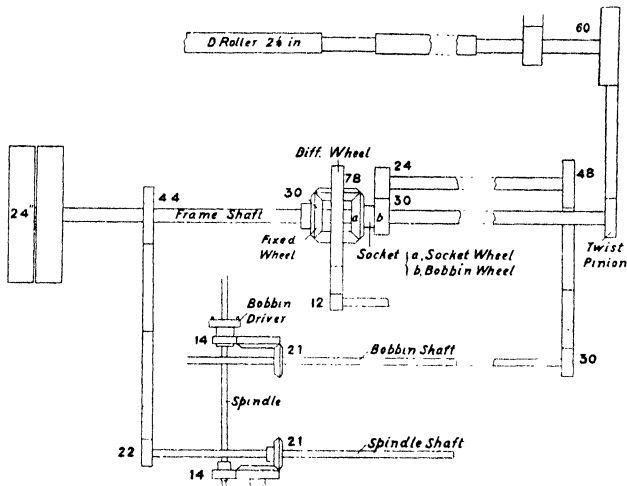 D Roller 2¼ in
60
Diff. Wheel
78
24
48
44
30
30
24"
Frame Shaft
a
b
Fixed
Wheel
Socket { a, Socket Wheel
b, Bobbin Wheel
Twist
Pinion
12
Bobbin
Driver
14
21
Bobbin Shaft
30
Spindle
21
Spindle Shaft
22
14